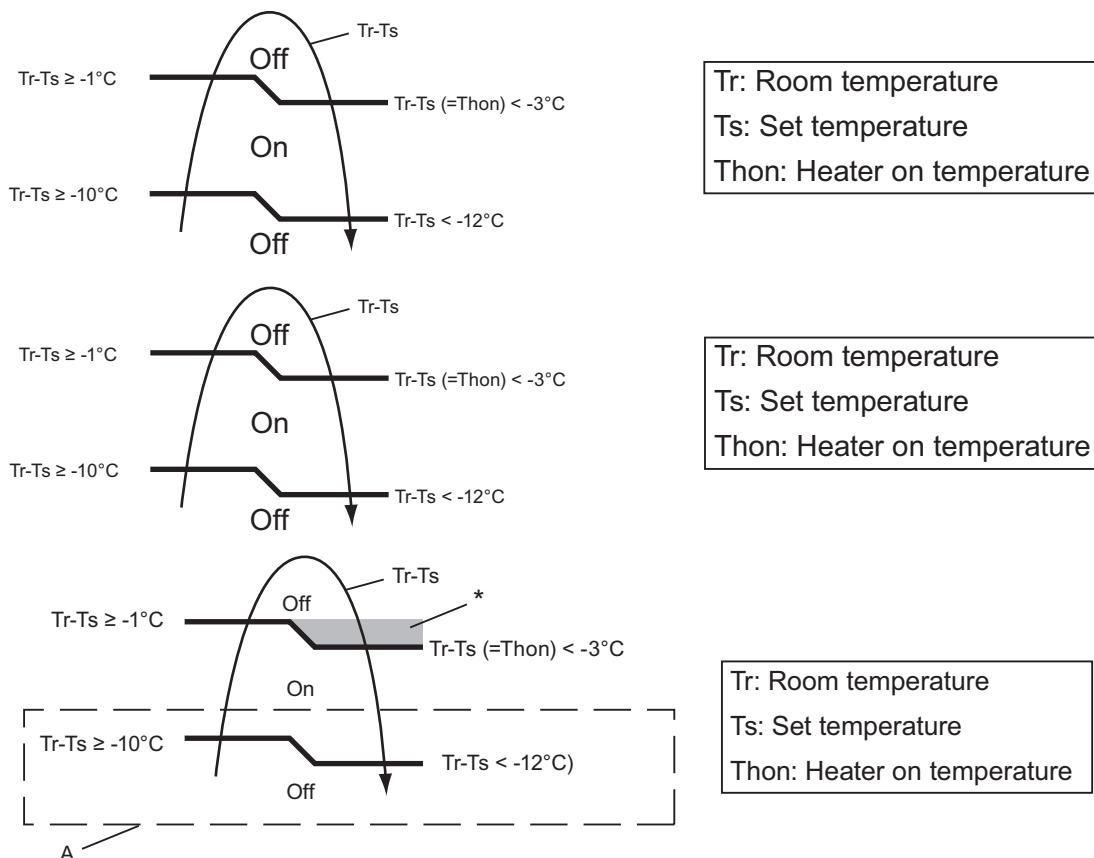 Tr-Ts
Off
Tr-Ts ≥ -1°C
Tr-Ts (=Thon) < -3°C
On
Tr-Ts ≥ -10°C
Tr-Ts < -12°C
Off
Tr: Room temperature
Ts: Set temperature
Thon: Heater on temperature
Tr-Ts
Off
Tr-Ts ≥ -1°C
Tr-Ts (=Thon) < -3°C
On
Tr-Ts ≥ -10°C
Tr-Ts < -12°C
Off
Tr: Room temperature
Ts: Set temperature
Thon: Heater on temperature
Tr-Ts
*
Off
Tr-Ts ≥ -1°C
Tr-Ts (=Thon) < -3°C
On
Tr-Ts ≥ -10°C
Tr-Ts < -12°C)
Off
A
Tr: Room temperature
Ts: Set temperature
Thon: Heater on temperature